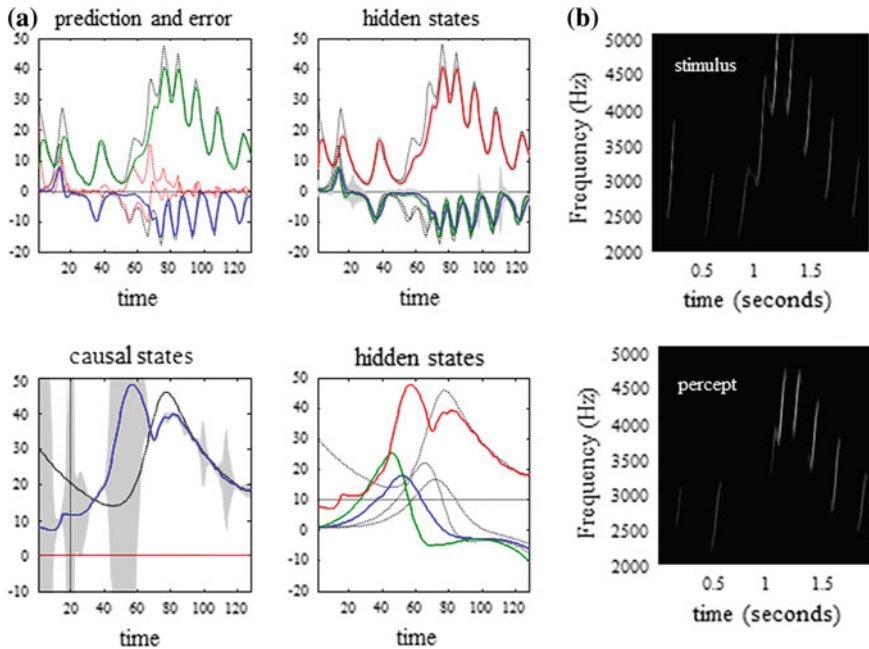 (a)
prediction and error
50
40
30
20
10
0
-10
-20
20 40 60 80 100 120
time
hidden states
50
40
30
20
10
0
-10
-20
20 40 60 80 100 120
time
causal states
50
40
30
20
10
0
-10
20 40 60 80 100 120
time
hidden states
50
40
30
20
10
0
-10
20 40 60 80 100 120
time
(b)
Frequency (Hz)
5000
4500
4000
3500
3000
2500
2000
stimulus
0.5 1 1.5
time (seconds)
Frequency (Hz)
5000
4500
4000
3500
3000
2500
2000
percept
0.5 1 1.5
time (seconds)